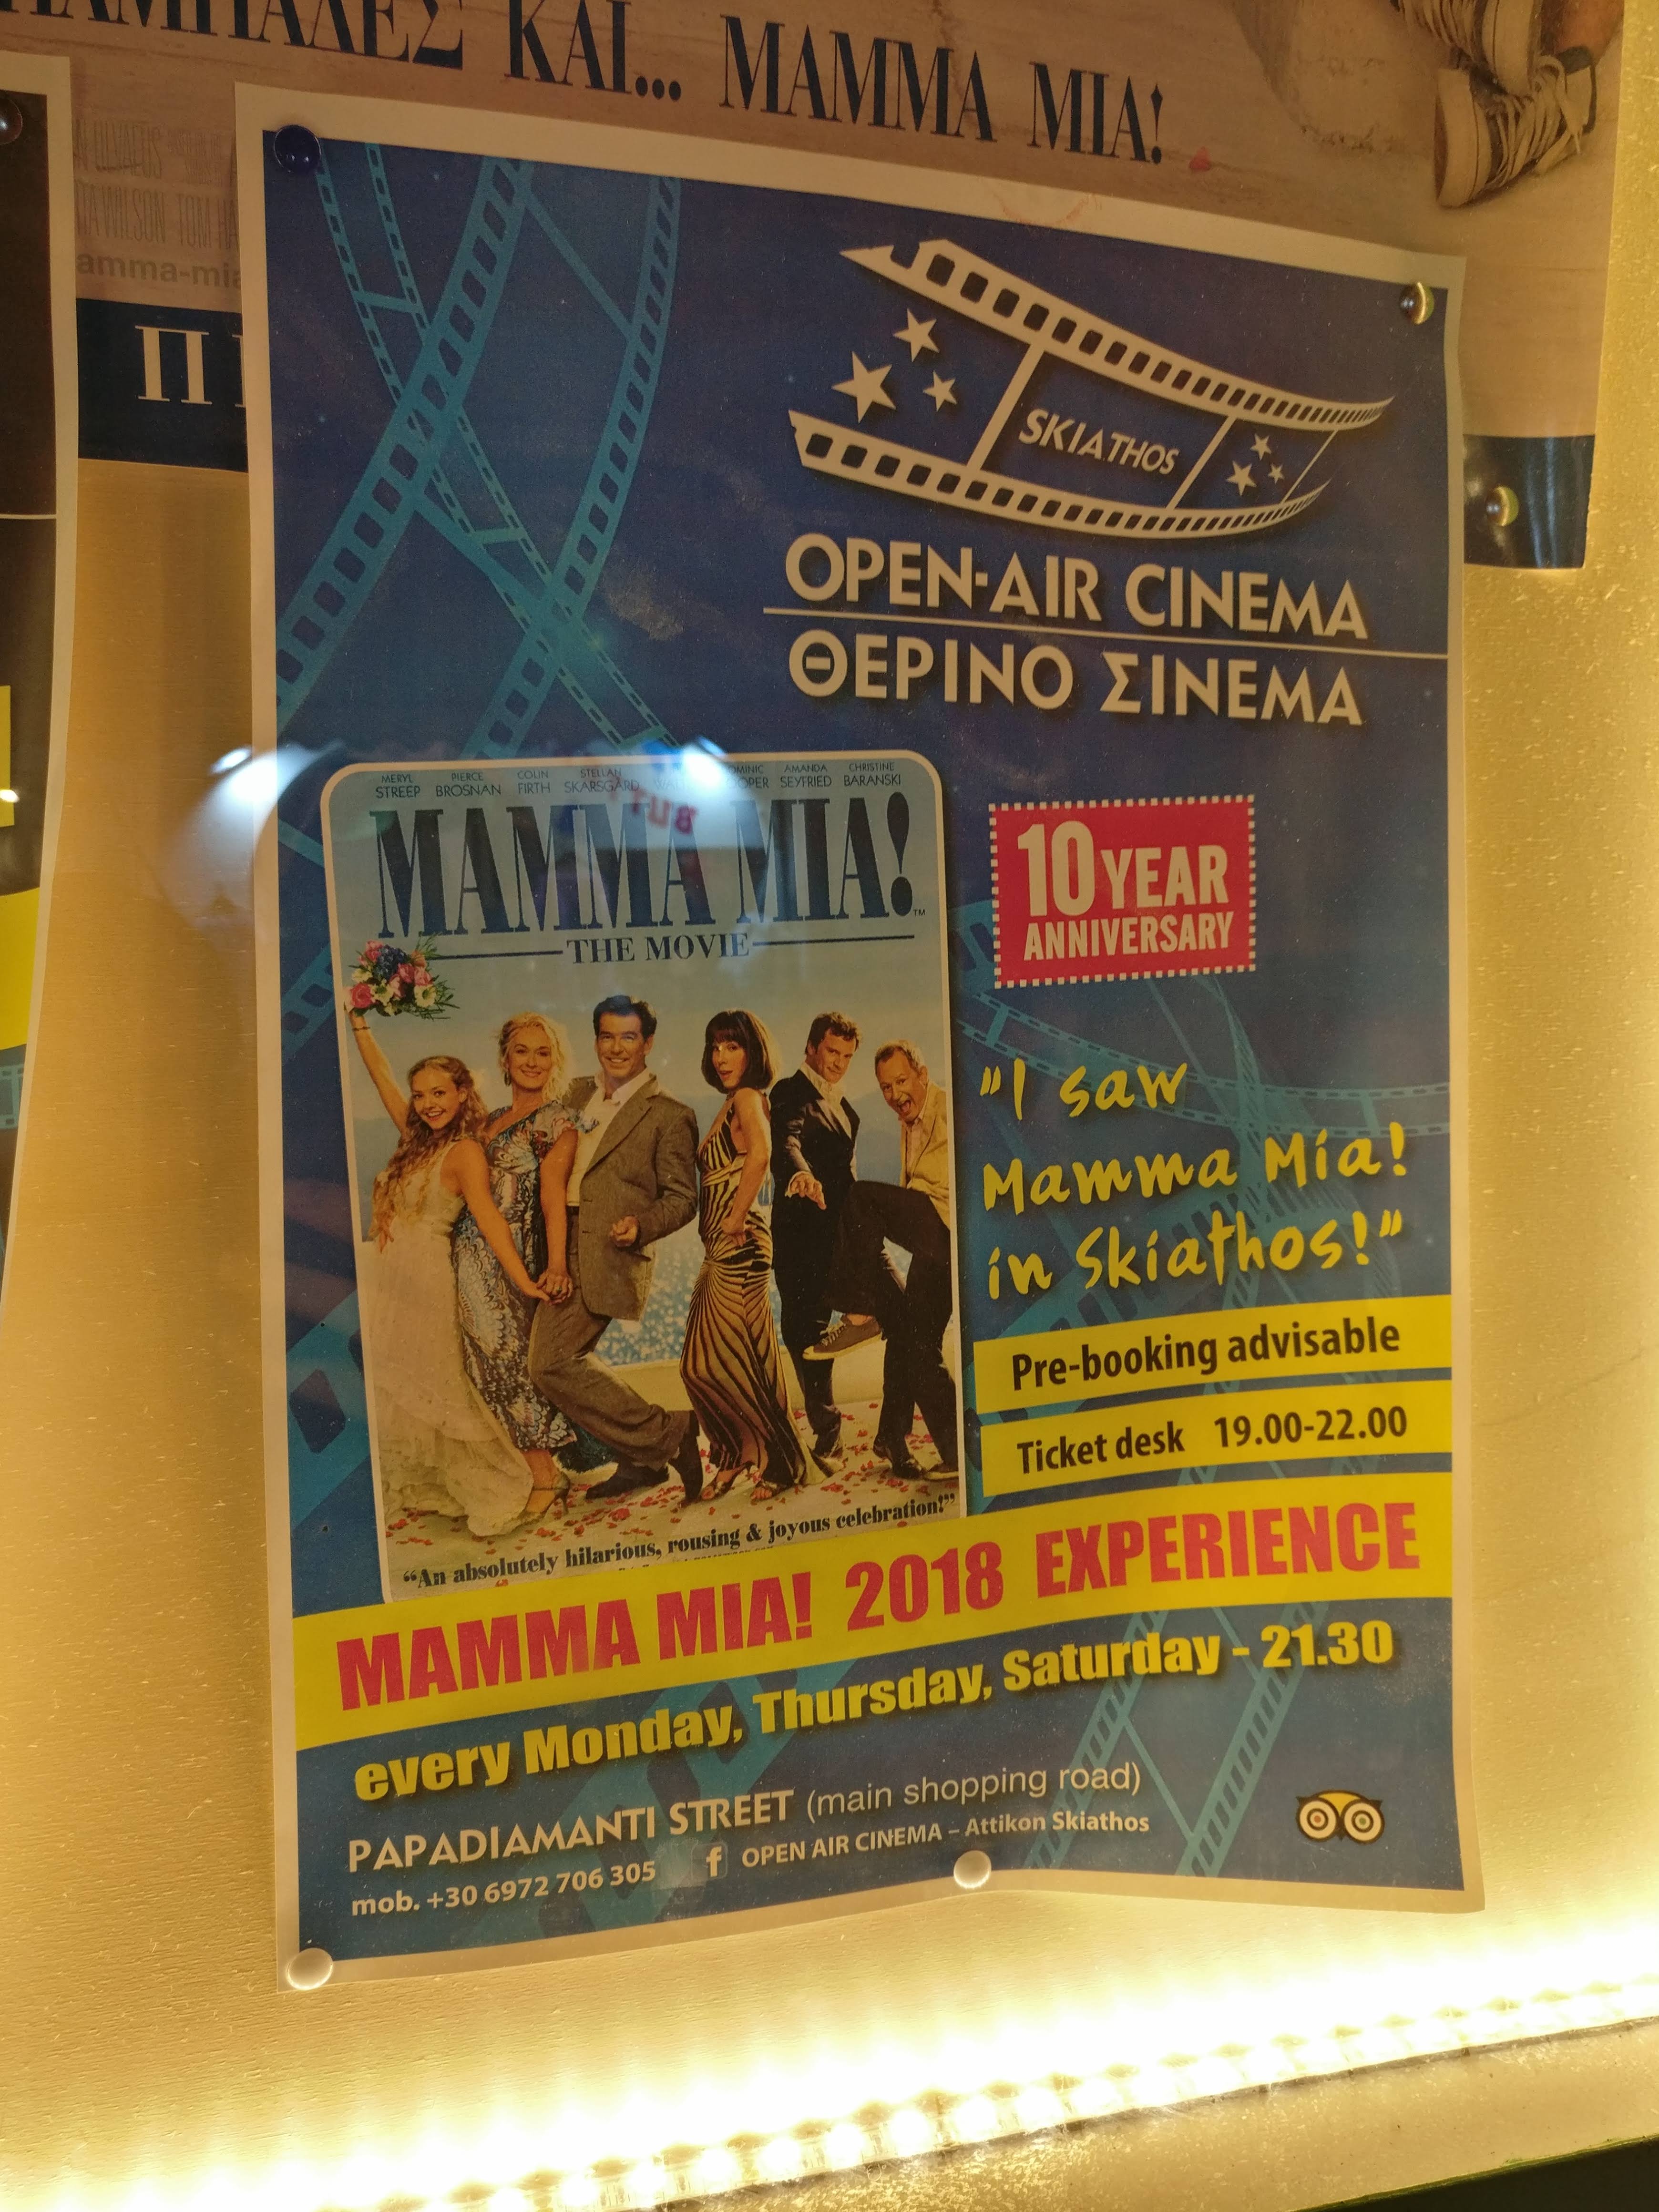 ΚΑΙ... MAMMA MIA!
WILSON TOM
SKIATHOS
OPEN-AIR CINEMA
ΘΕΡΙΝΟ ΣΙΝΕΜΑ
MERYL STREEP PIERCE BROSNAN COLIN FIRTH STELLAN SKARSGÅRD AMANDA SEYFRIED CHRISTINE BARANSKI
MAMMA MIA!™
THE MOVIE
10 YEAR
ANNIVERSARY
"I saw
Mamma Mia!
in Skiathos!"
Pre-booking advisable
Ticket desk 19.00-22.00
“An absolutely hilarious, rousing & joyous celebration!”
MAMMA MIA! 2018 EXPERIENCE
every Monday, Thursday, Saturday - 21.30
PAPADIAMANTI STREET (main shopping road)
mob. +30 6972 706 305 f OPEN AIR CINEMA – Attikon Skiathos